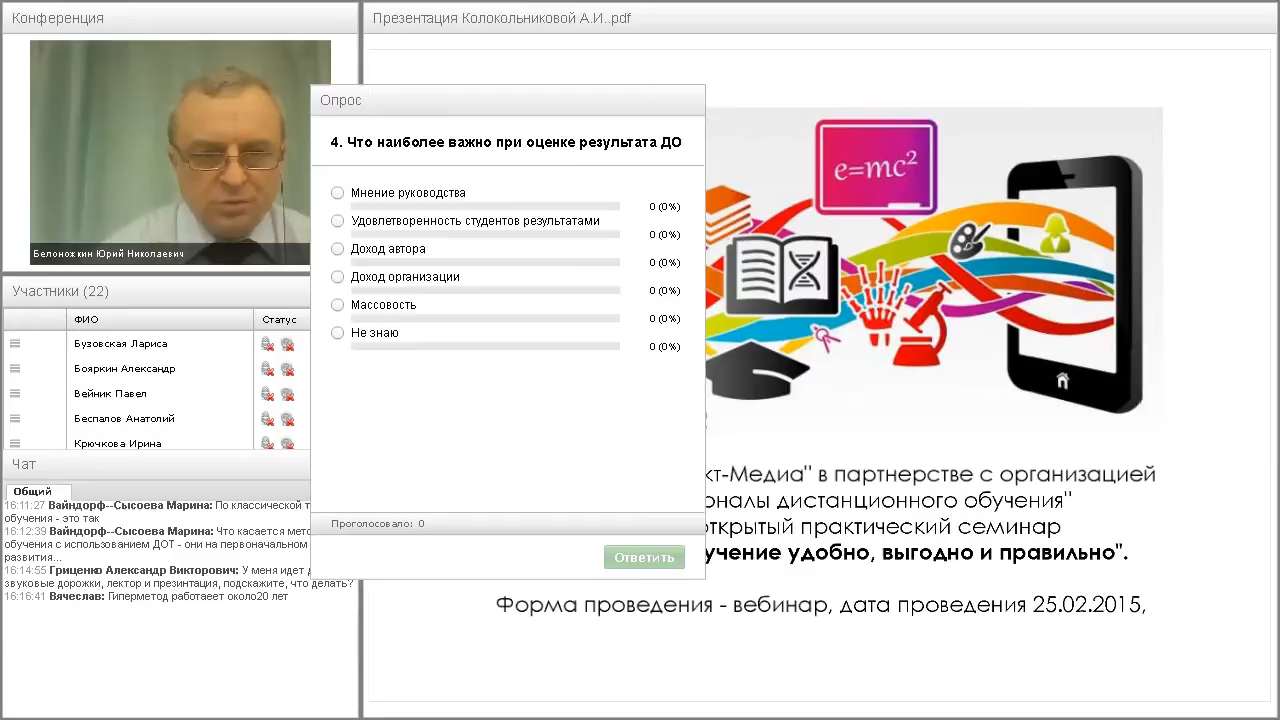 Конференция
Белоножкин Юрий Николаевич
Участники (22)
ФИО
Статус
Бузовская Лариса
Бояркин Александр
Вейник Павел
Беспалов Анатолий
Крючкова Ирина
Чат
Общий
16:11:27 Вайндорф--Сысоева Марина: По классической т
обучения - это так
16:12:39 Вайндорф--Сысоева Марина: Что касается мето
обучения с использованием ДОТ - они на первоначальном
развития...
16:14:55 Гриценко Александр Викторович: У меня идет д
звуковые дорожки, лектор и презинтация, подскажите, что делать?
16:16:41 Вячеслав: Гиперметод работаеет около20 лет
Опрос
4. Что наиболее важно при оценке результата ДО
Мнение руководства
0 (0%)
Удовлетворенность студентов результатами
0 (0%)
Доход автора
0 (0%)
Доход организации
0 (0%)
Массовость
0 (0%)
Не знаю
0 (0%)
Проголосовало: 0
Ответить
Презентация Колокольниковой А.И..pdf
e=mc²
кт-Медиа" в партнерстве с организацией
оналы дистанционного обучения"
открытый практический семинар
учение удобно, выгодно и правильно".
Форма проведения - вебинар, дата проведения 25.02.2015,